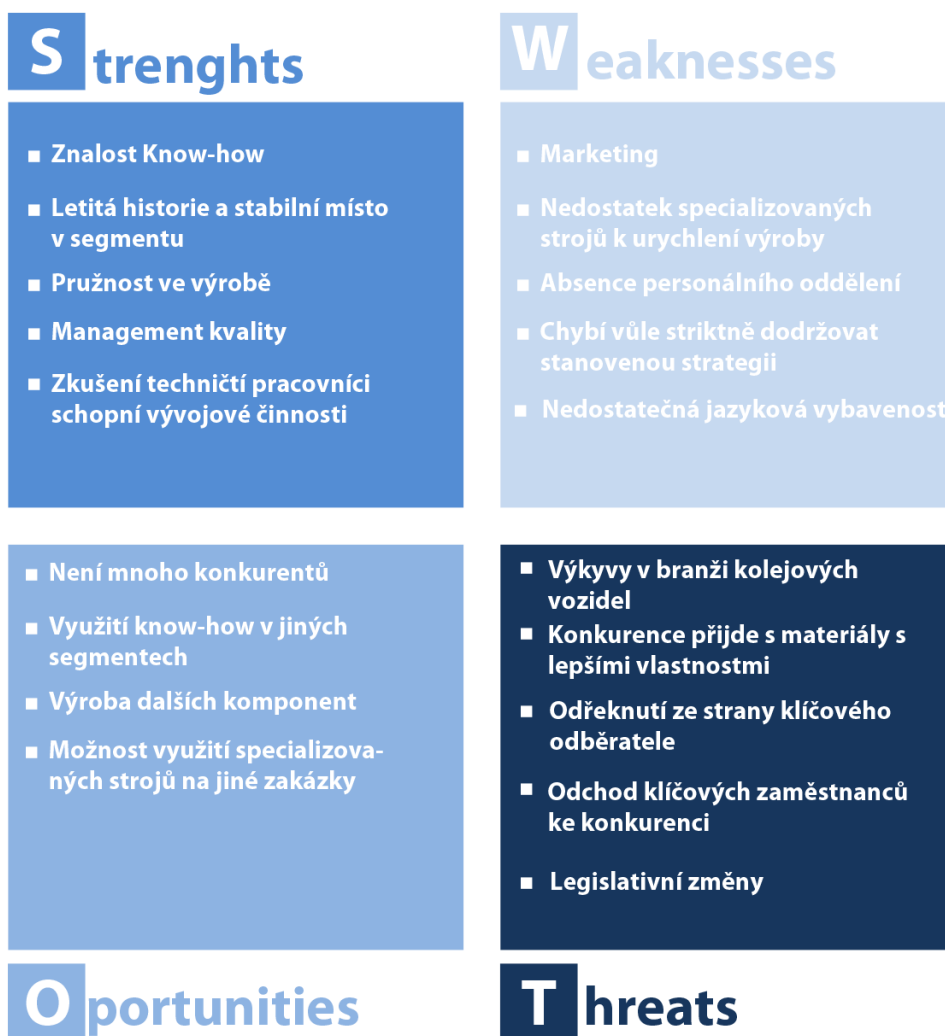 Strenghts
Znalost Know-how
Letitá historie a stabilní místo
v segmentu
Pružnost ve výrobě
Management kvality
Zkušení techničtí pracovníci
schopní vývojové činnosti
Weaknesses
Marketing
Nedostatek specializovaných
strojů k urychlení výroby
Absence personálního oddělení
Chybí vůle striktně dodržovat
stanovenou strategii
Nedostatečná jazyková vybavenost
Není mnoho konkurentů
Využití know-how v jiných
segmentech
Výroba dalších komponent
Možnost využití specializova-
ných strojů na jiné zakázky
Oportunities
Výkyvy v branži kolejových
vozidel
Konkurence přijde s materiály s
lepšími vlastnostmi
Odřeknutí ze strany klíčového
odběratele
Odchod klíčových zaměstnanců
ke konkurenci
Legislativní změny
Threats